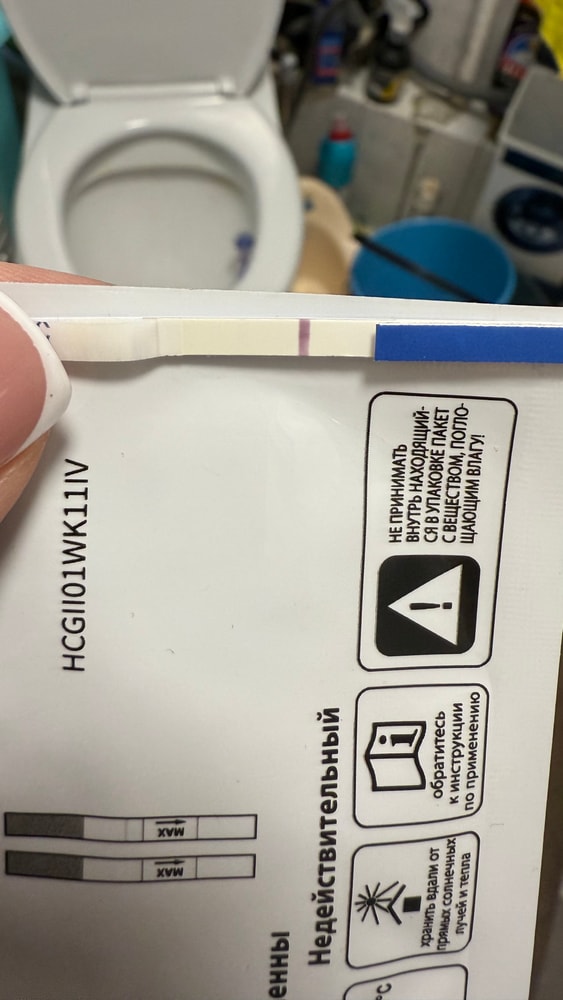 HCGII01WK11IV
НЕ ПРИНИМАТЬ
ВНУТРЬ НАХОДЯЩИЙ-
СЯ В УПАКОВКЕ ПАКЕТ
С ВЕЩЕСТВОМ, ПОГЛО-
ЩАЮЩИМ ВЛАГУ!
обратитесь
к инструкции
по применению
хранить вдали от
прямых солнечных
лучей и тепла
°C
Недействительный
енны
MAX
MAX